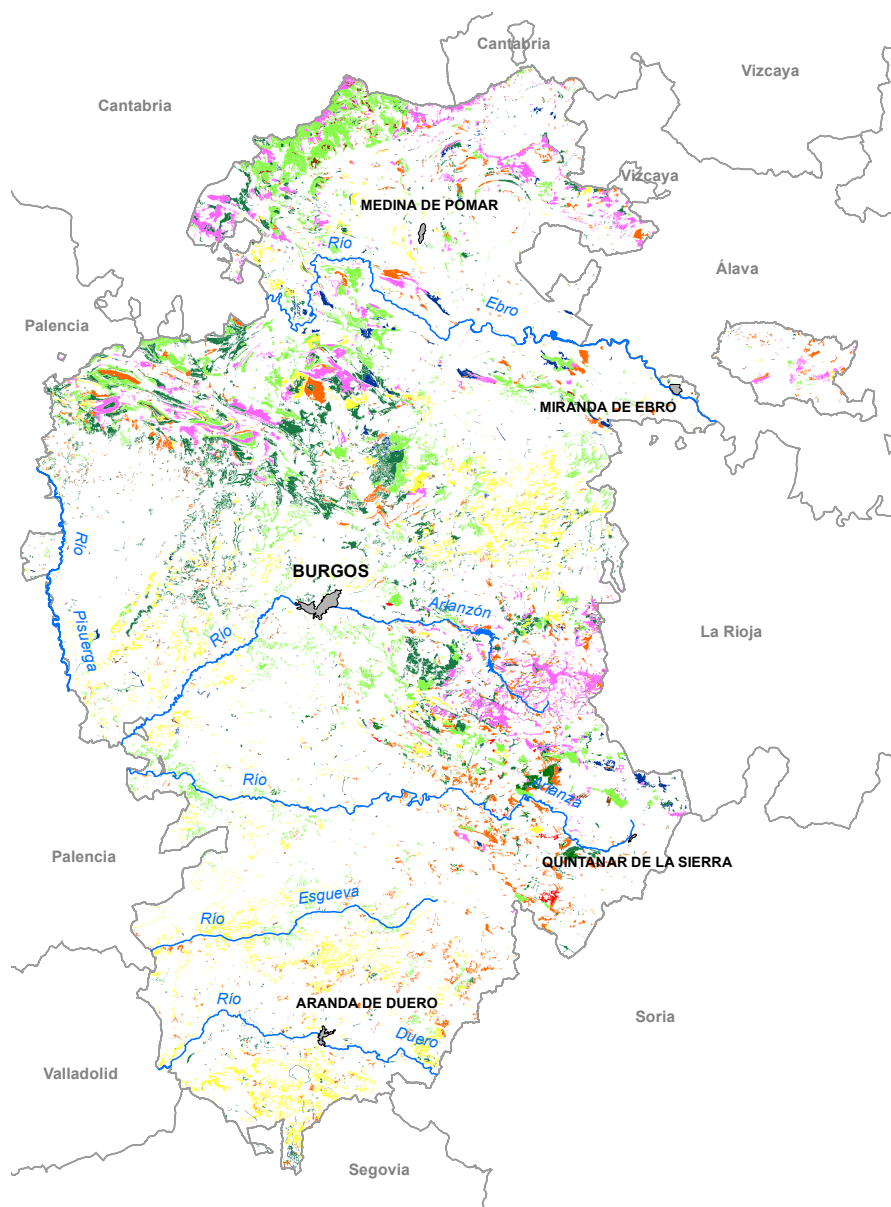 Cantabria
Vizcaya
Cantabria
Vizcaya
MEDINA DE POMAR
Río
Álava
Ebro
Palencia
MIRANDA DE EBRO
Río
BURGOS
Arlanzón
Río
La Rioja
Pisuerga
Río
Arlanza
Palencia
QUINTANAR DE LA SIERRA
Esgueva
Río
Río
ARANDA DE DUERO
Soria
Duero
Valladolid
Segovia